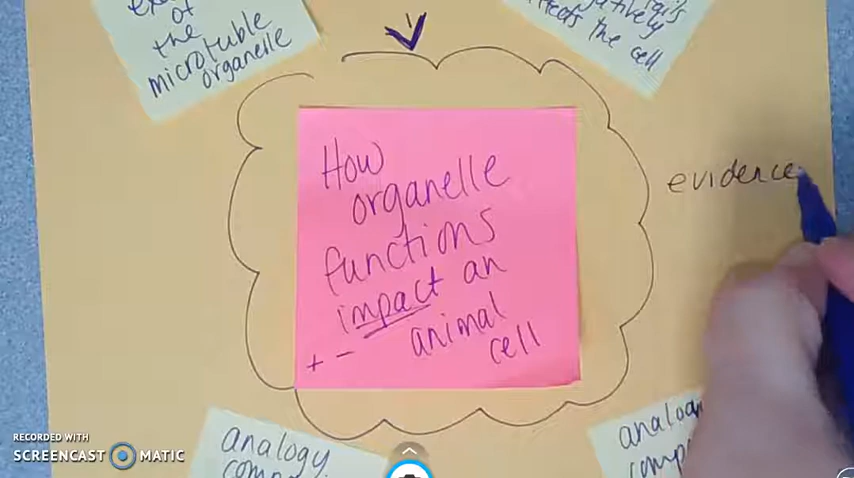 of
the
microtuble
organelle
negatively
the cell
How
organelle
functions
impact an
+ - animal
cell
evidence
analogy
RECORDED WITH
SCREENCAST MATIC